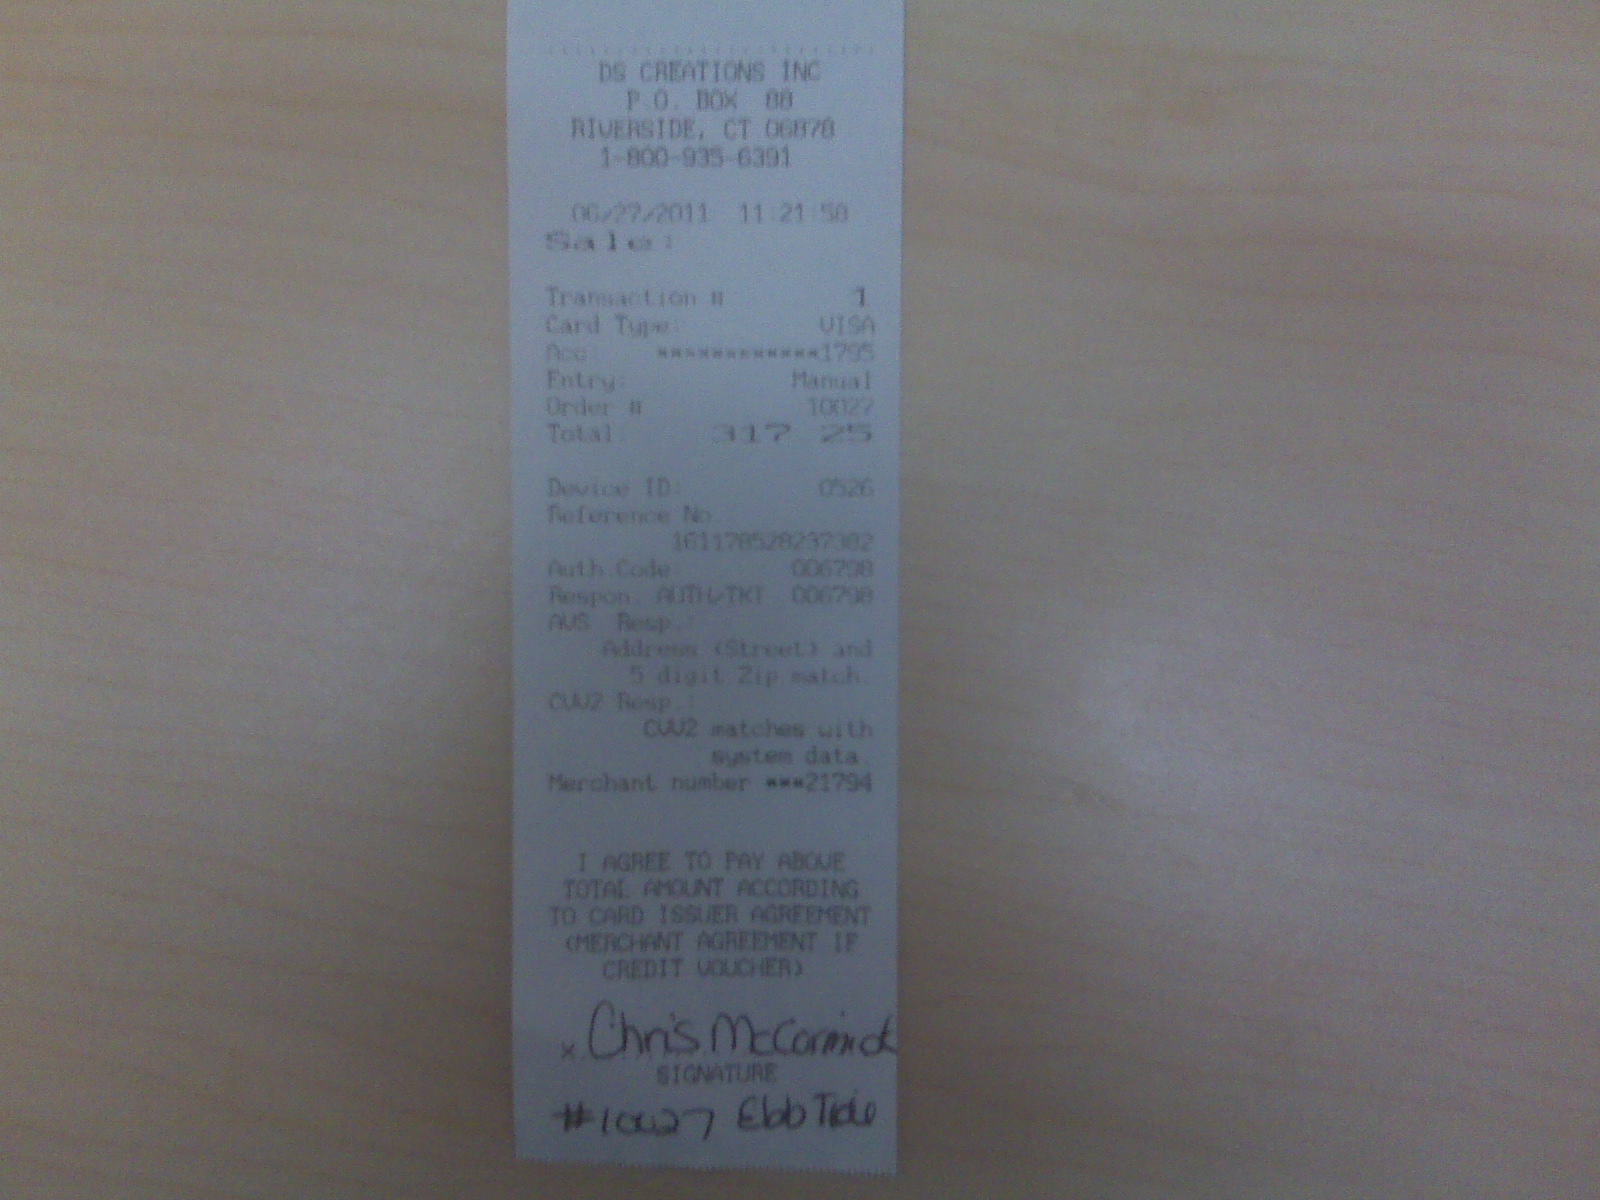 DS CREATIONS INC
P.O. BOX 88
RIVERSIDE, CT 06878
1-800-935-6391
06/27/2011 11:21:58
Sale:
Transaction # 1
Card Type: VISA
Acc: ************1795
Entry: Manual
Order # 10027
Total: 317.25
Device ID: 0526
Reference No.:
Auth.Code: 006798
Respon. AUTH/TKT 006798
AVS Resp.:
Address (Street) and
5 digit Zip match.
CVV2 Resp.:
CVV2 matches with
system data.
Merchant number ***21794
I AGREE TO PAY ABOVE
TOTAL AMOUNT ACCORDING
TO CARD ISSUER AGREEMENT
(MERCHANT AGREEMENT IF
CREDIT VOUCHER)
x Chris McCormick
SIGNATURE
#10027 Ebb Tide